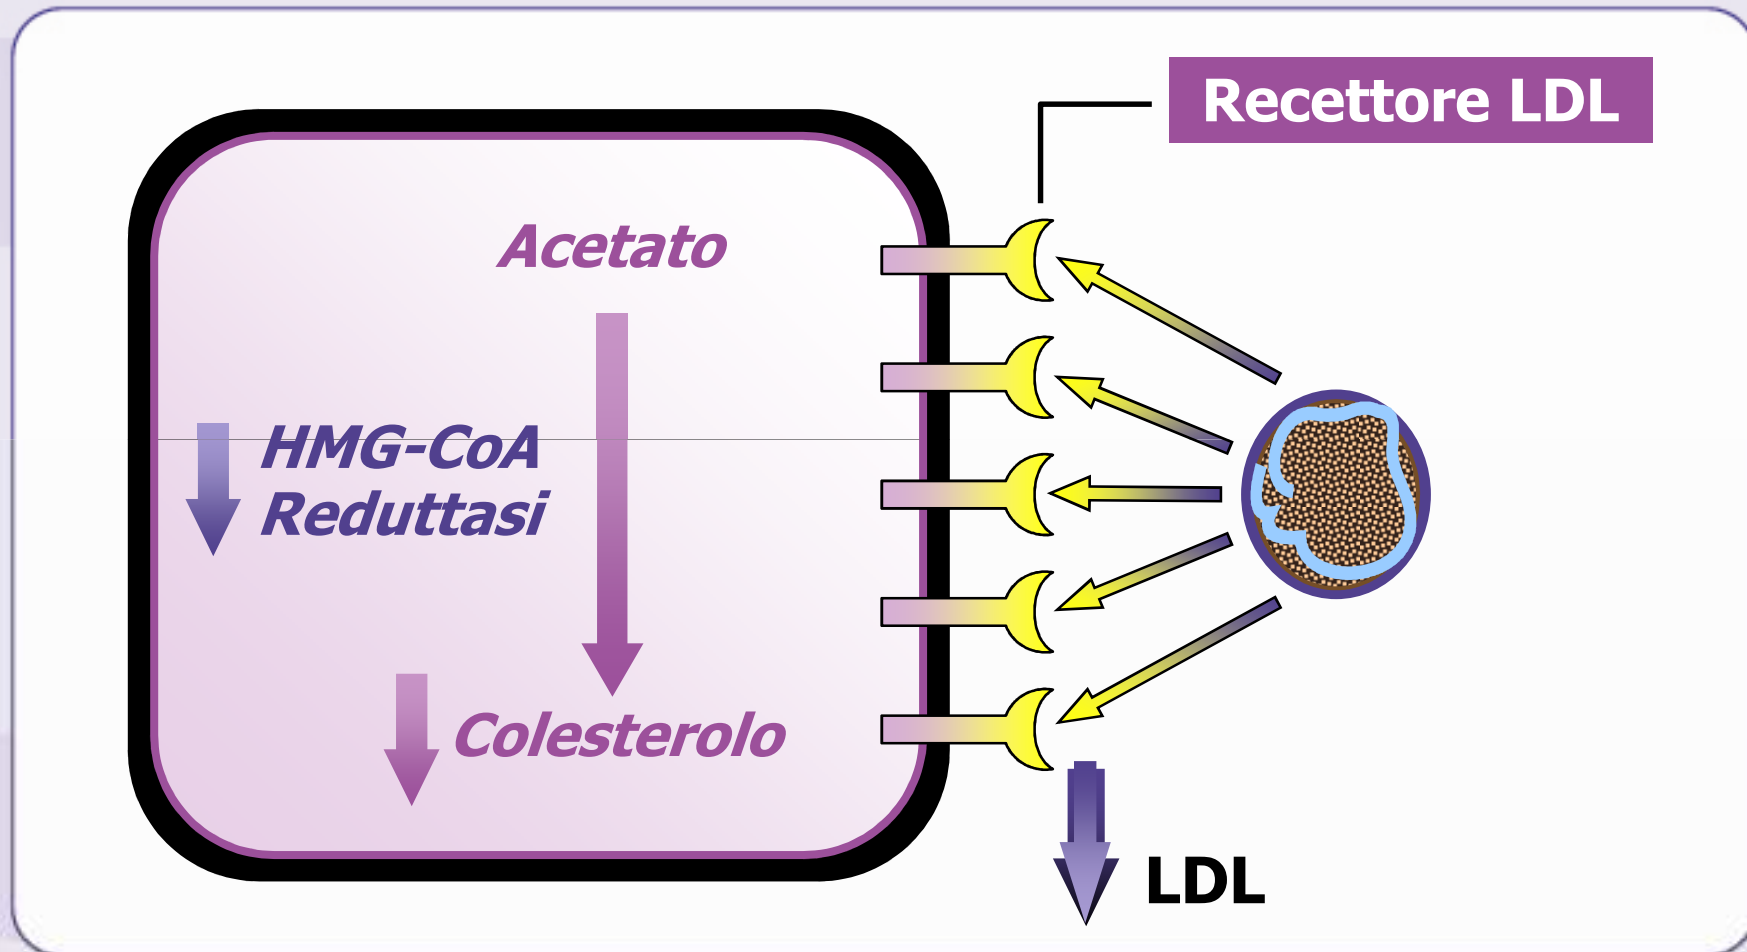 Recettore LDL
Acetato
HMG-CoA
Reduttasi
Colesterolo
LDL